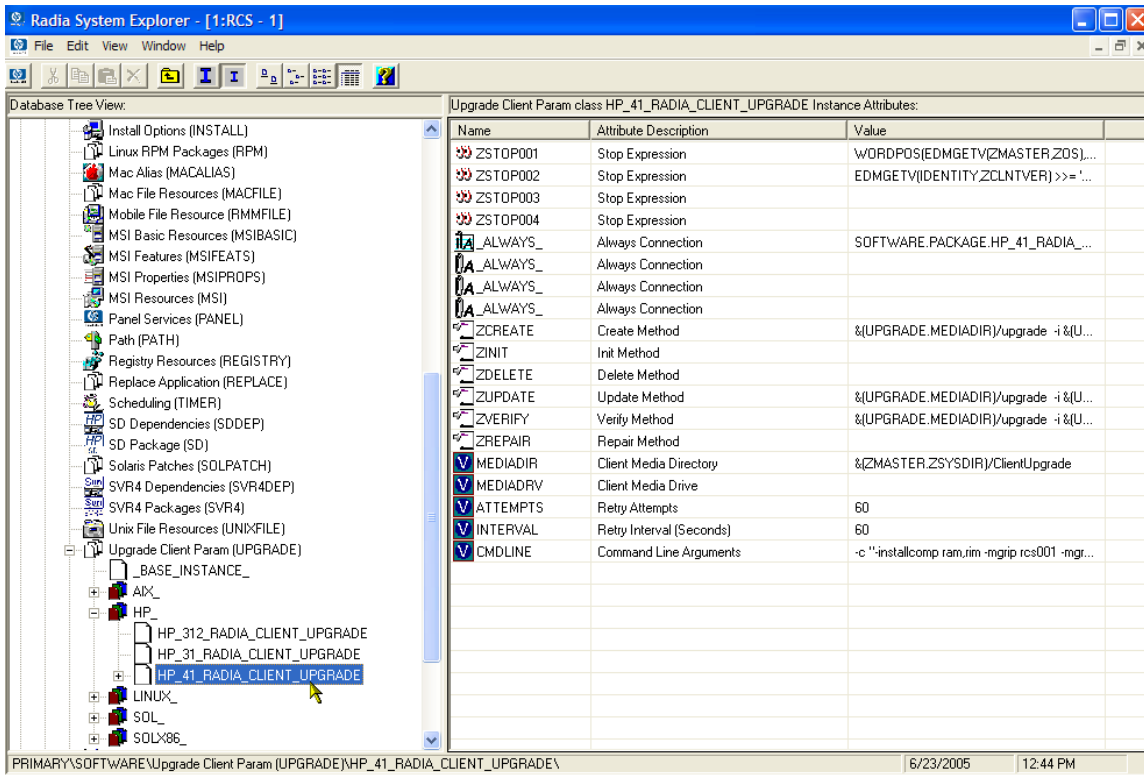 Radia System Explorer - [1:RCS - 1]
File Edit View Window Help
Database Tree View:
Install Options (INSTALL)
Linux RPM Packages (RPM)
Mac Alias (MACALIAS)
Mac File Resources (MACFILE)
Mobile File Resource (RMMFILE)
MSI Basic Resources (MSIBASIC)
MSI Features (MSIFEATS)
MSI Properties (MSIPROPS)
MSI Resources (MSI)
Panel Services (PANEL)
Path (PATH)
Registry Resources (REGISTRY)
Replace Application (REPLACE)
Scheduling (TIMER)
SD Dependencies (SDDEP)
SD Package (SD)
Solaris Patches (SOLPATCH)
SVR4 Dependencies (SVR4DEP)
SVR4 Packages (SVR4)
Unix File Resources (UNIXFILE)
Upgrade Client Param (UPGRADE)
_BASE_INSTANCE_
AIX_
HP_
HP_312_RADIA_CLIENT_UPGRADE
HP_31_RADIA_CLIENT_UPGRADE
HP_41_RADIA_CLIENT_UPGRADE
LINUX_
SOL_
SOLX86_
Upgrade Client Param class HP_41_RADIA_CLIENT_UPGRADE Instance Attributes:
Name Attribute Description Value
ZSTOP001 Stop Expression WORDPOS(EDMGETV(ZMASTER,ZOS),...
ZSTOP002 Stop Expression EDMGETV(IDENTITY,ZCLNTVER) >>= '...
ZSTOP003 Stop Expression
ZSTOP004 Stop Expression
_ALWAYS_ Always Connection SOFTWARE.PACKAGE.HP_41_RADIA_...
_ALWAYS_ Always Connection
_ALWAYS_ Always Connection
_ALWAYS_ Always Connection
ZCREATE Create Method &(UPGRADE.MEDIADIR)/upgrade -i &(U...
ZINIT Init Method
ZDELETE Delete Method
ZUPDATE Update Method &(UPGRADE.MEDIADIR)/upgrade -i &(U...
ZVERIFY Verify Method &(UPGRADE.MEDIADIR)/upgrade -i &(U...
ZREPAIR Repair Method
MEDIADIR Client Media Directory &(ZMASTER.ZSYSDIR)/ClientUpgrade
MEDIADRV Client Media Drive
ATTEMPTS Retry Attempts 60
INTERVAL Retry Interval (Seconds) 60
CMDLINE Command Line Arguments -c "-installcomp ram,rim -mgrip rcs001 -mgr...
PRIMARY\SOFTWARE\Upgrade Client Param (UPGRADE)\HP_41_RADIA_CLIENT_UPGRADE\ 6/23/2005 12:44 PM